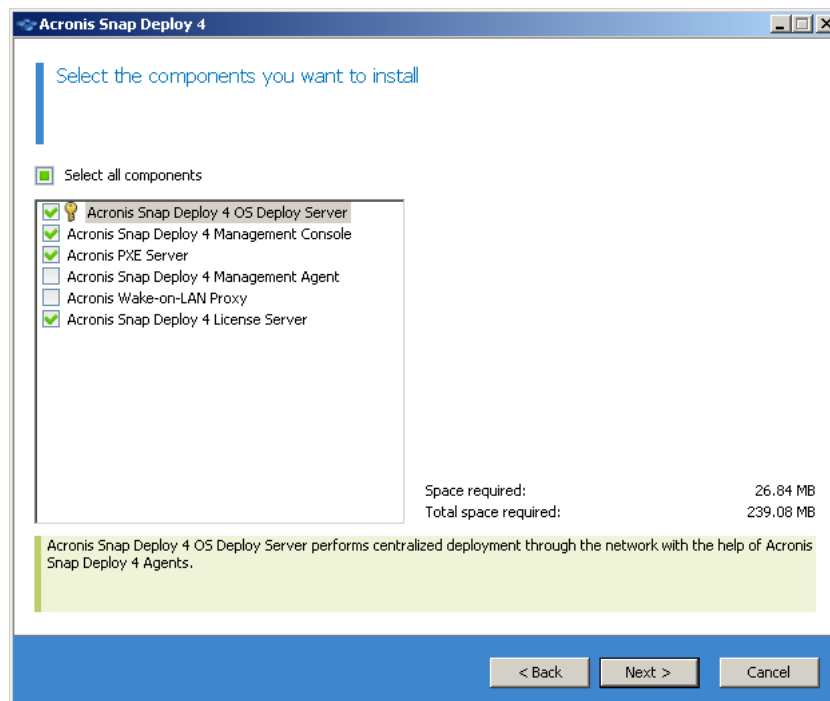 Acronis Snap Deploy 4
Select the components you want to install
Select all components
Acronis Snap Deploy 4 OS Deploy Server
Acronis Snap Deploy 4 Management Console
Acronis PXE Server
Acronis Snap Deploy 4 Management Agent
Acronis Wake-on-LAN Proxy
Acronis Snap Deploy 4 License Server
Space required: 26.84 MB
Total space required: 239.08 MB
Acronis Snap Deploy 4 OS Deploy Server performs centralized deployment through the network with the help of Acronis
Snap Deploy 4 Agents.
< Back Next > Cancel